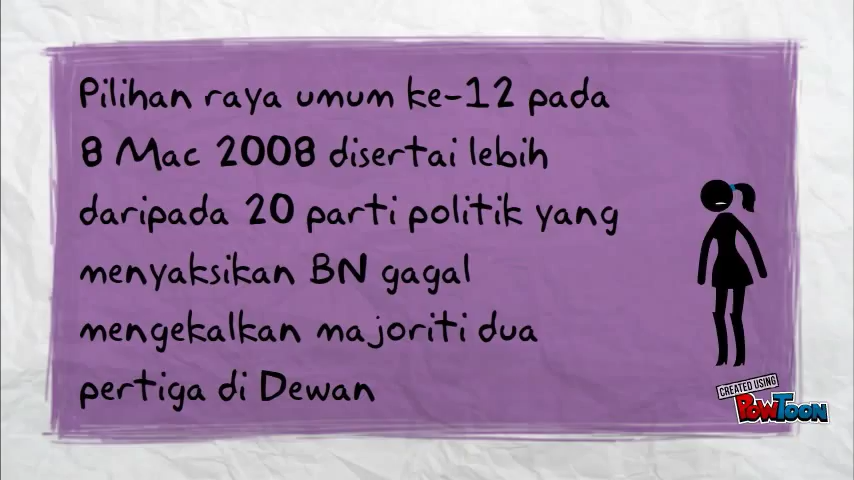 Pilihan raya umum ke-12 pada
8 Mac 2008 disertai lebih
daripada 20 parti politik yang
menyaksikan BN gagal
mengekalkan majoriti dua
pertiga di Dewan
CREATED USING
POWTOON